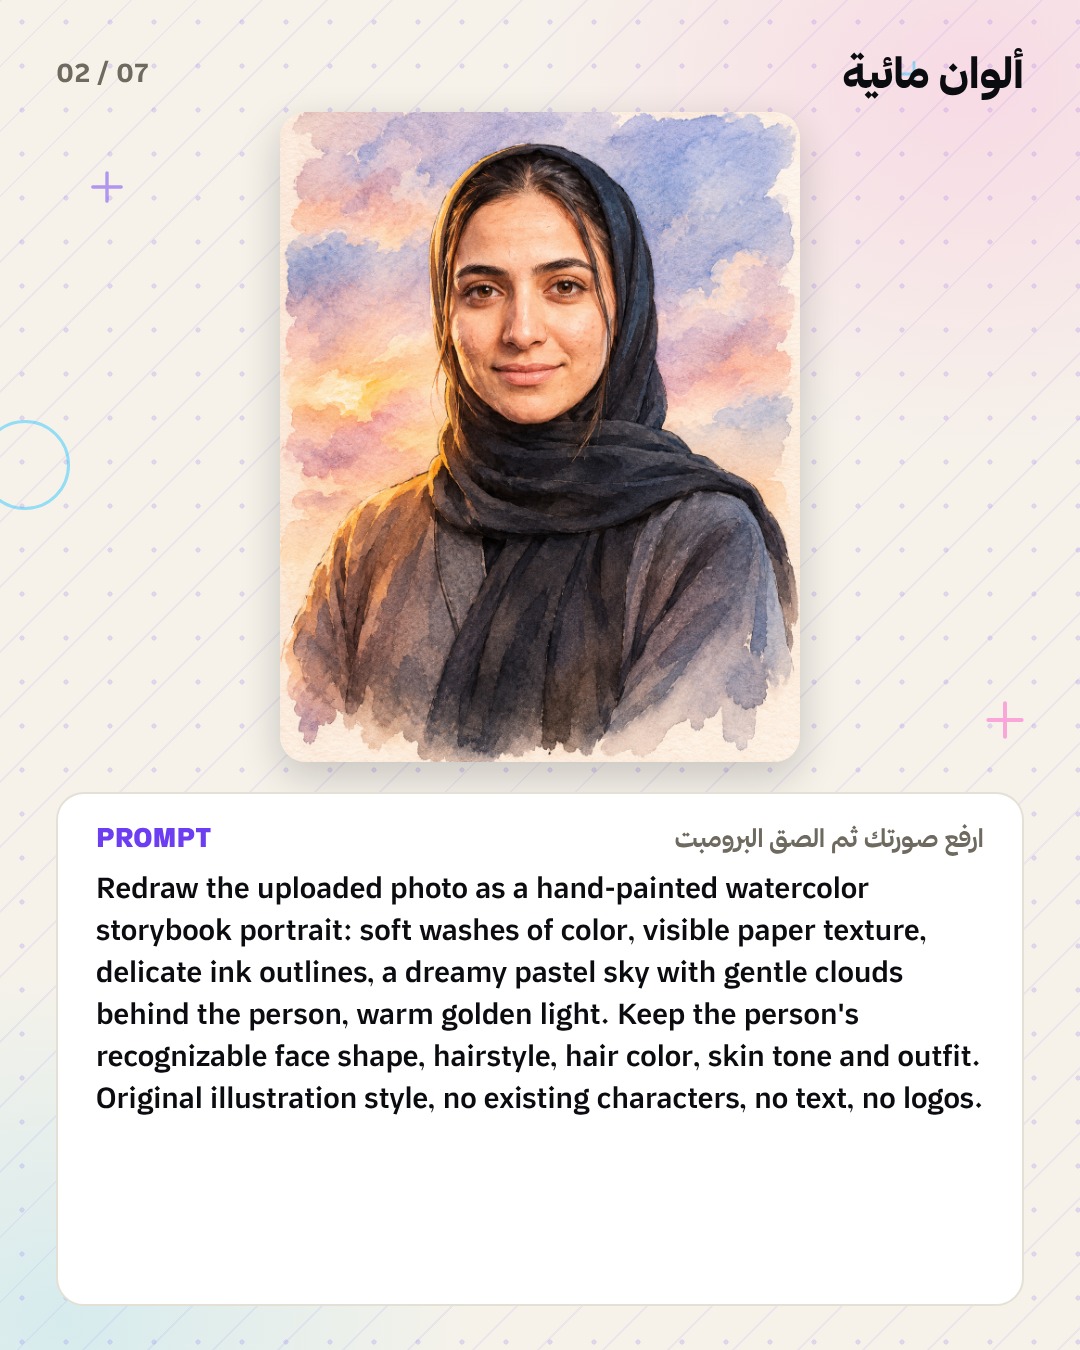 02 / 07
ألوان مائية
PROMPT
ارفع صورتك ثم الصق البرومبت
Redraw the uploaded photo as a hand-painted watercolor
storybook portrait: soft washes of color, visible paper texture,
delicate ink outlines, a dreamy pastel sky with gentle clouds
behind the person, warm golden light. Keep the person's
recognizable face shape, hairstyle, hair color, skin tone and outfit.
Original illustration style, no existing characters, no text, no logos.